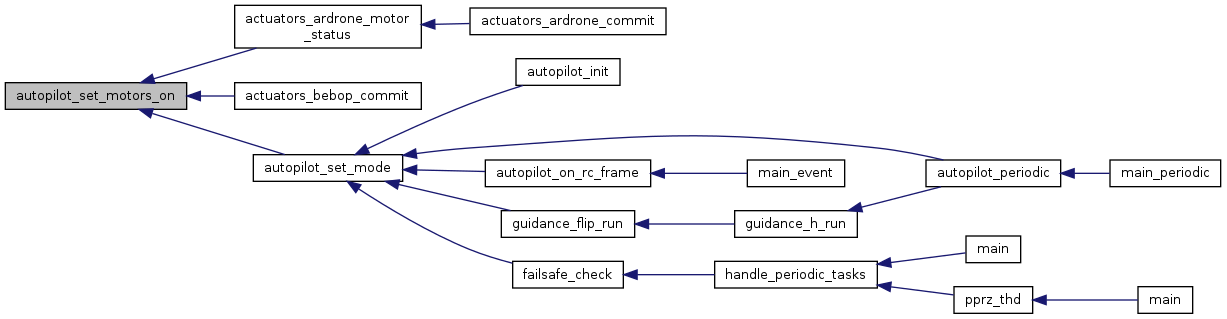 actuators_ardrone_motor
_status
actuators_ardrone_commit
autopilot_init
autopilot_set_motors_on
actuators_bebop_commit
autopilot_set_mode
autopilot_on_rc_frame
main_event
autopilot_periodic
main_periodic
guidance_flip_run
guidance_h_run
main
failsafe_check
handle_periodic_tasks
pprz_thd
main